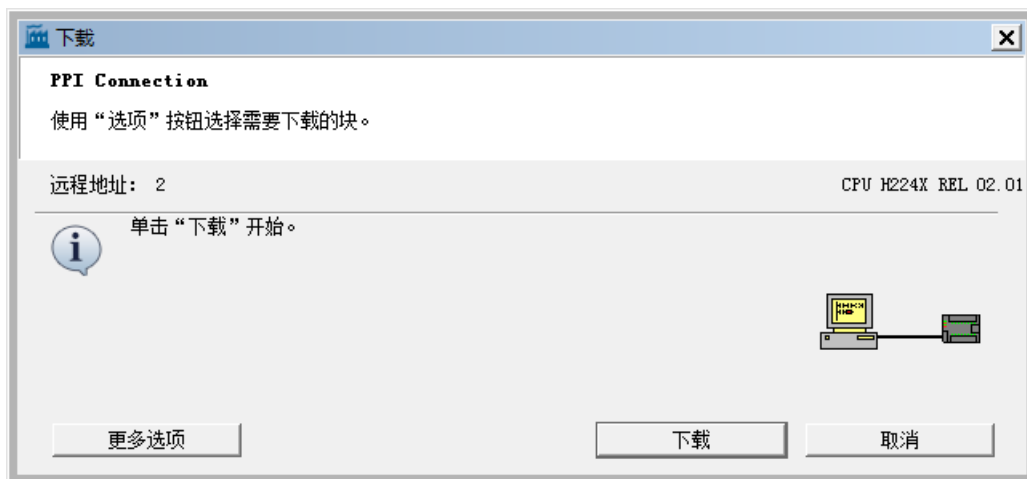 下载
PPI Connection
使用“选项”按钮选择需要下载的块。
远程地址： 2
CPU H224X REL 02.01
单击“下载”开始。
更多选项
下载
取消